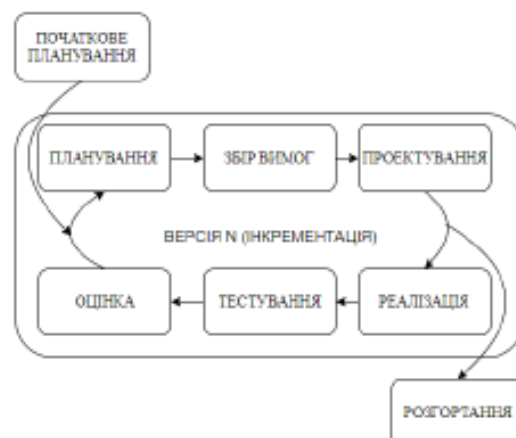 ПОЧАТКОВЕ
ПЛАНУВАННЯ
ПЛАНУВАННЯ
ЗБІР ВИМОГ
ПРОЕКТУВАННЯ
ВЕРСІЯ N (ІНКРЕМЕНТАЦІЯ)
ОЦІНКА
ТЕСТУВАННЯ
РЕАЛІЗАЦІЯ
РОЗГОРТАННЯ